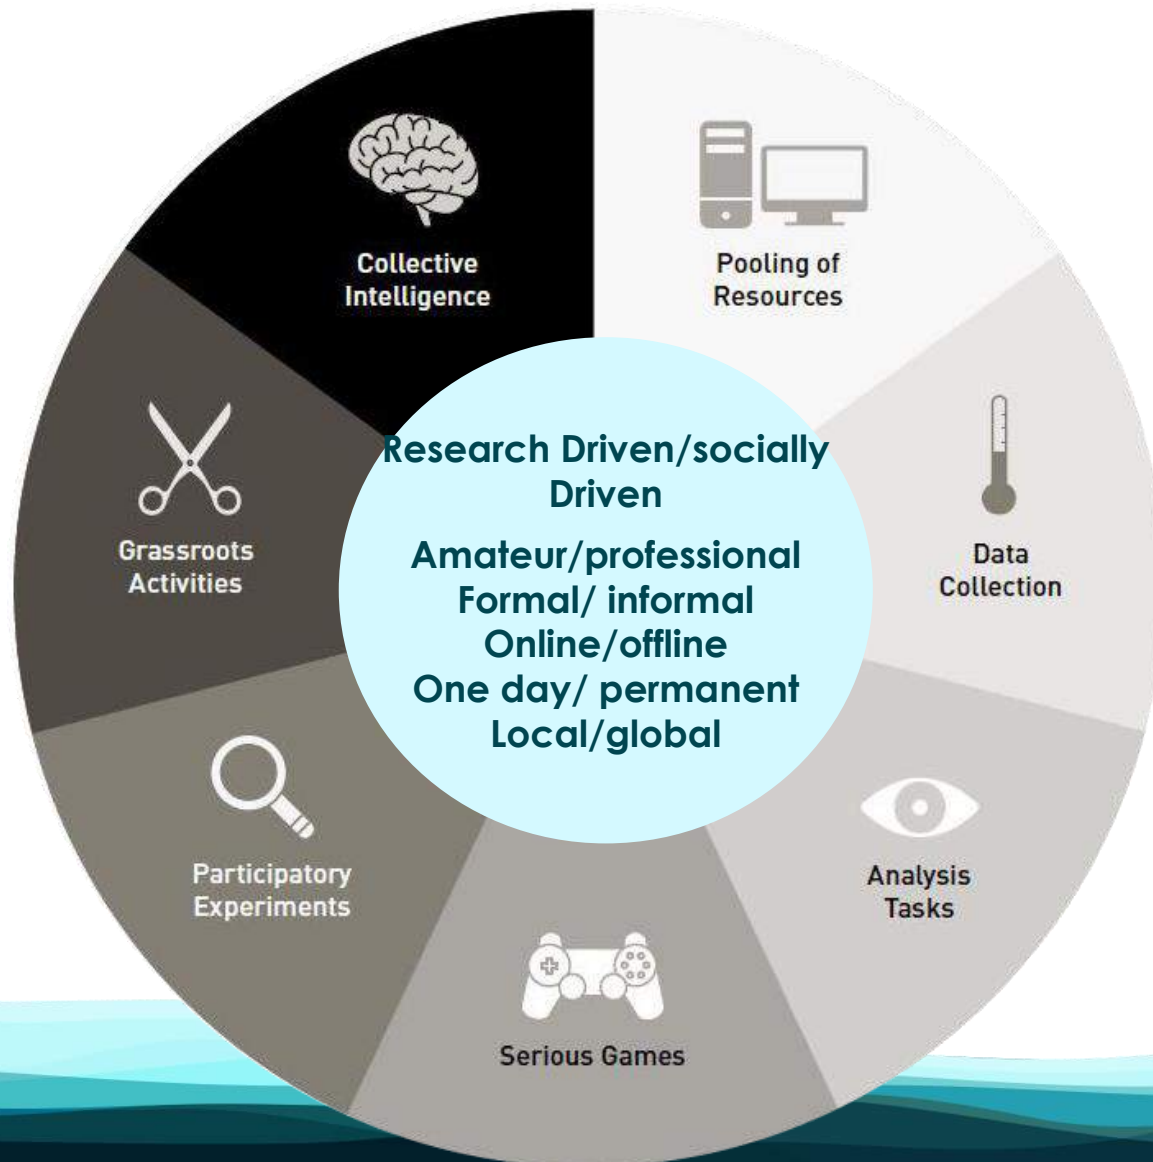 Collective
Intelligence
Pooling of
Resources
Grassroots
Activities
Research Driven/socially
Driven
Amateur/professional
Formal/ informal
Online/offline
One day/ permanent
Local/global
Data
Collection
Participatory
Experiments
Analysis
Tasks
Serious Games